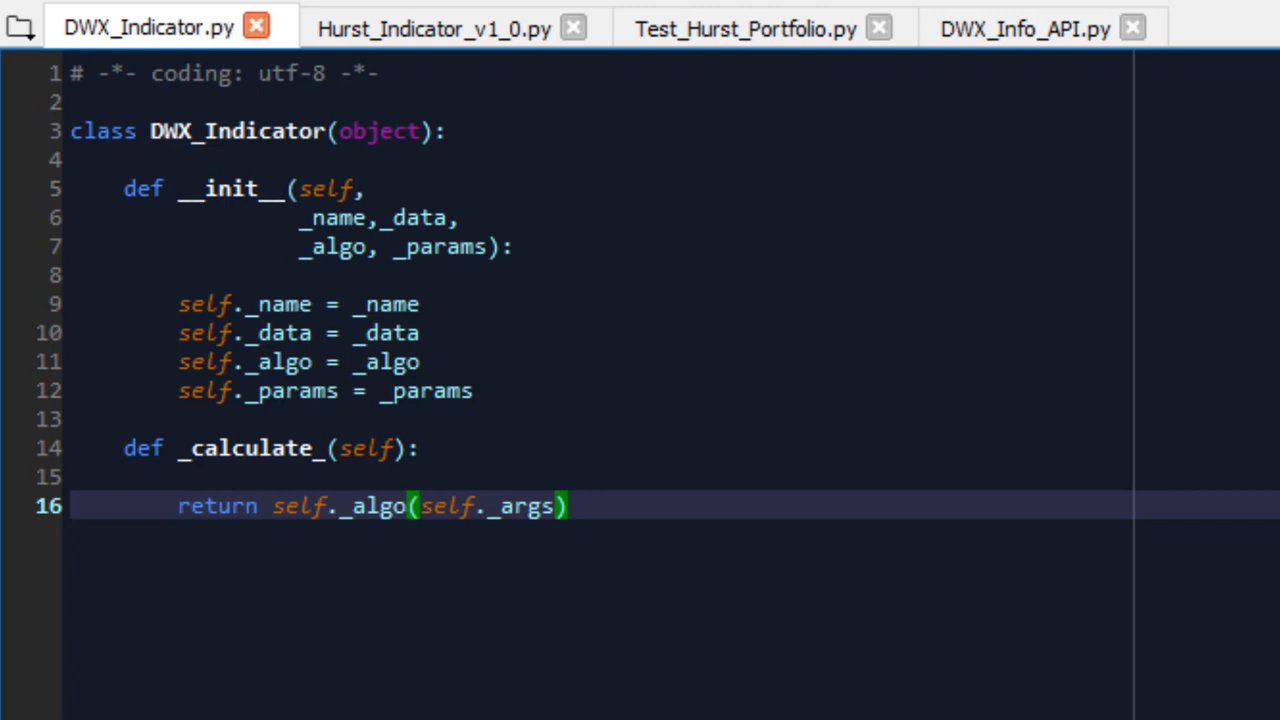 DWX_Indicator.py Hurst_Indicator_v1_0.py Test_Hurst_Portfolio.py DWX_Info_API.py
1 # -*- coding: utf-8 -*-
2
3 class DWX_Indicator(object):
4
5     def __init__(self,
6                  _name,_data,
7                  _algo, _params):
8
9         self._name = _name
10         self._data = _data
11         self._algo = _algo
12         self._params = _params
13
14     def _calculate_(self):
15
16         return self._algo(self._args)